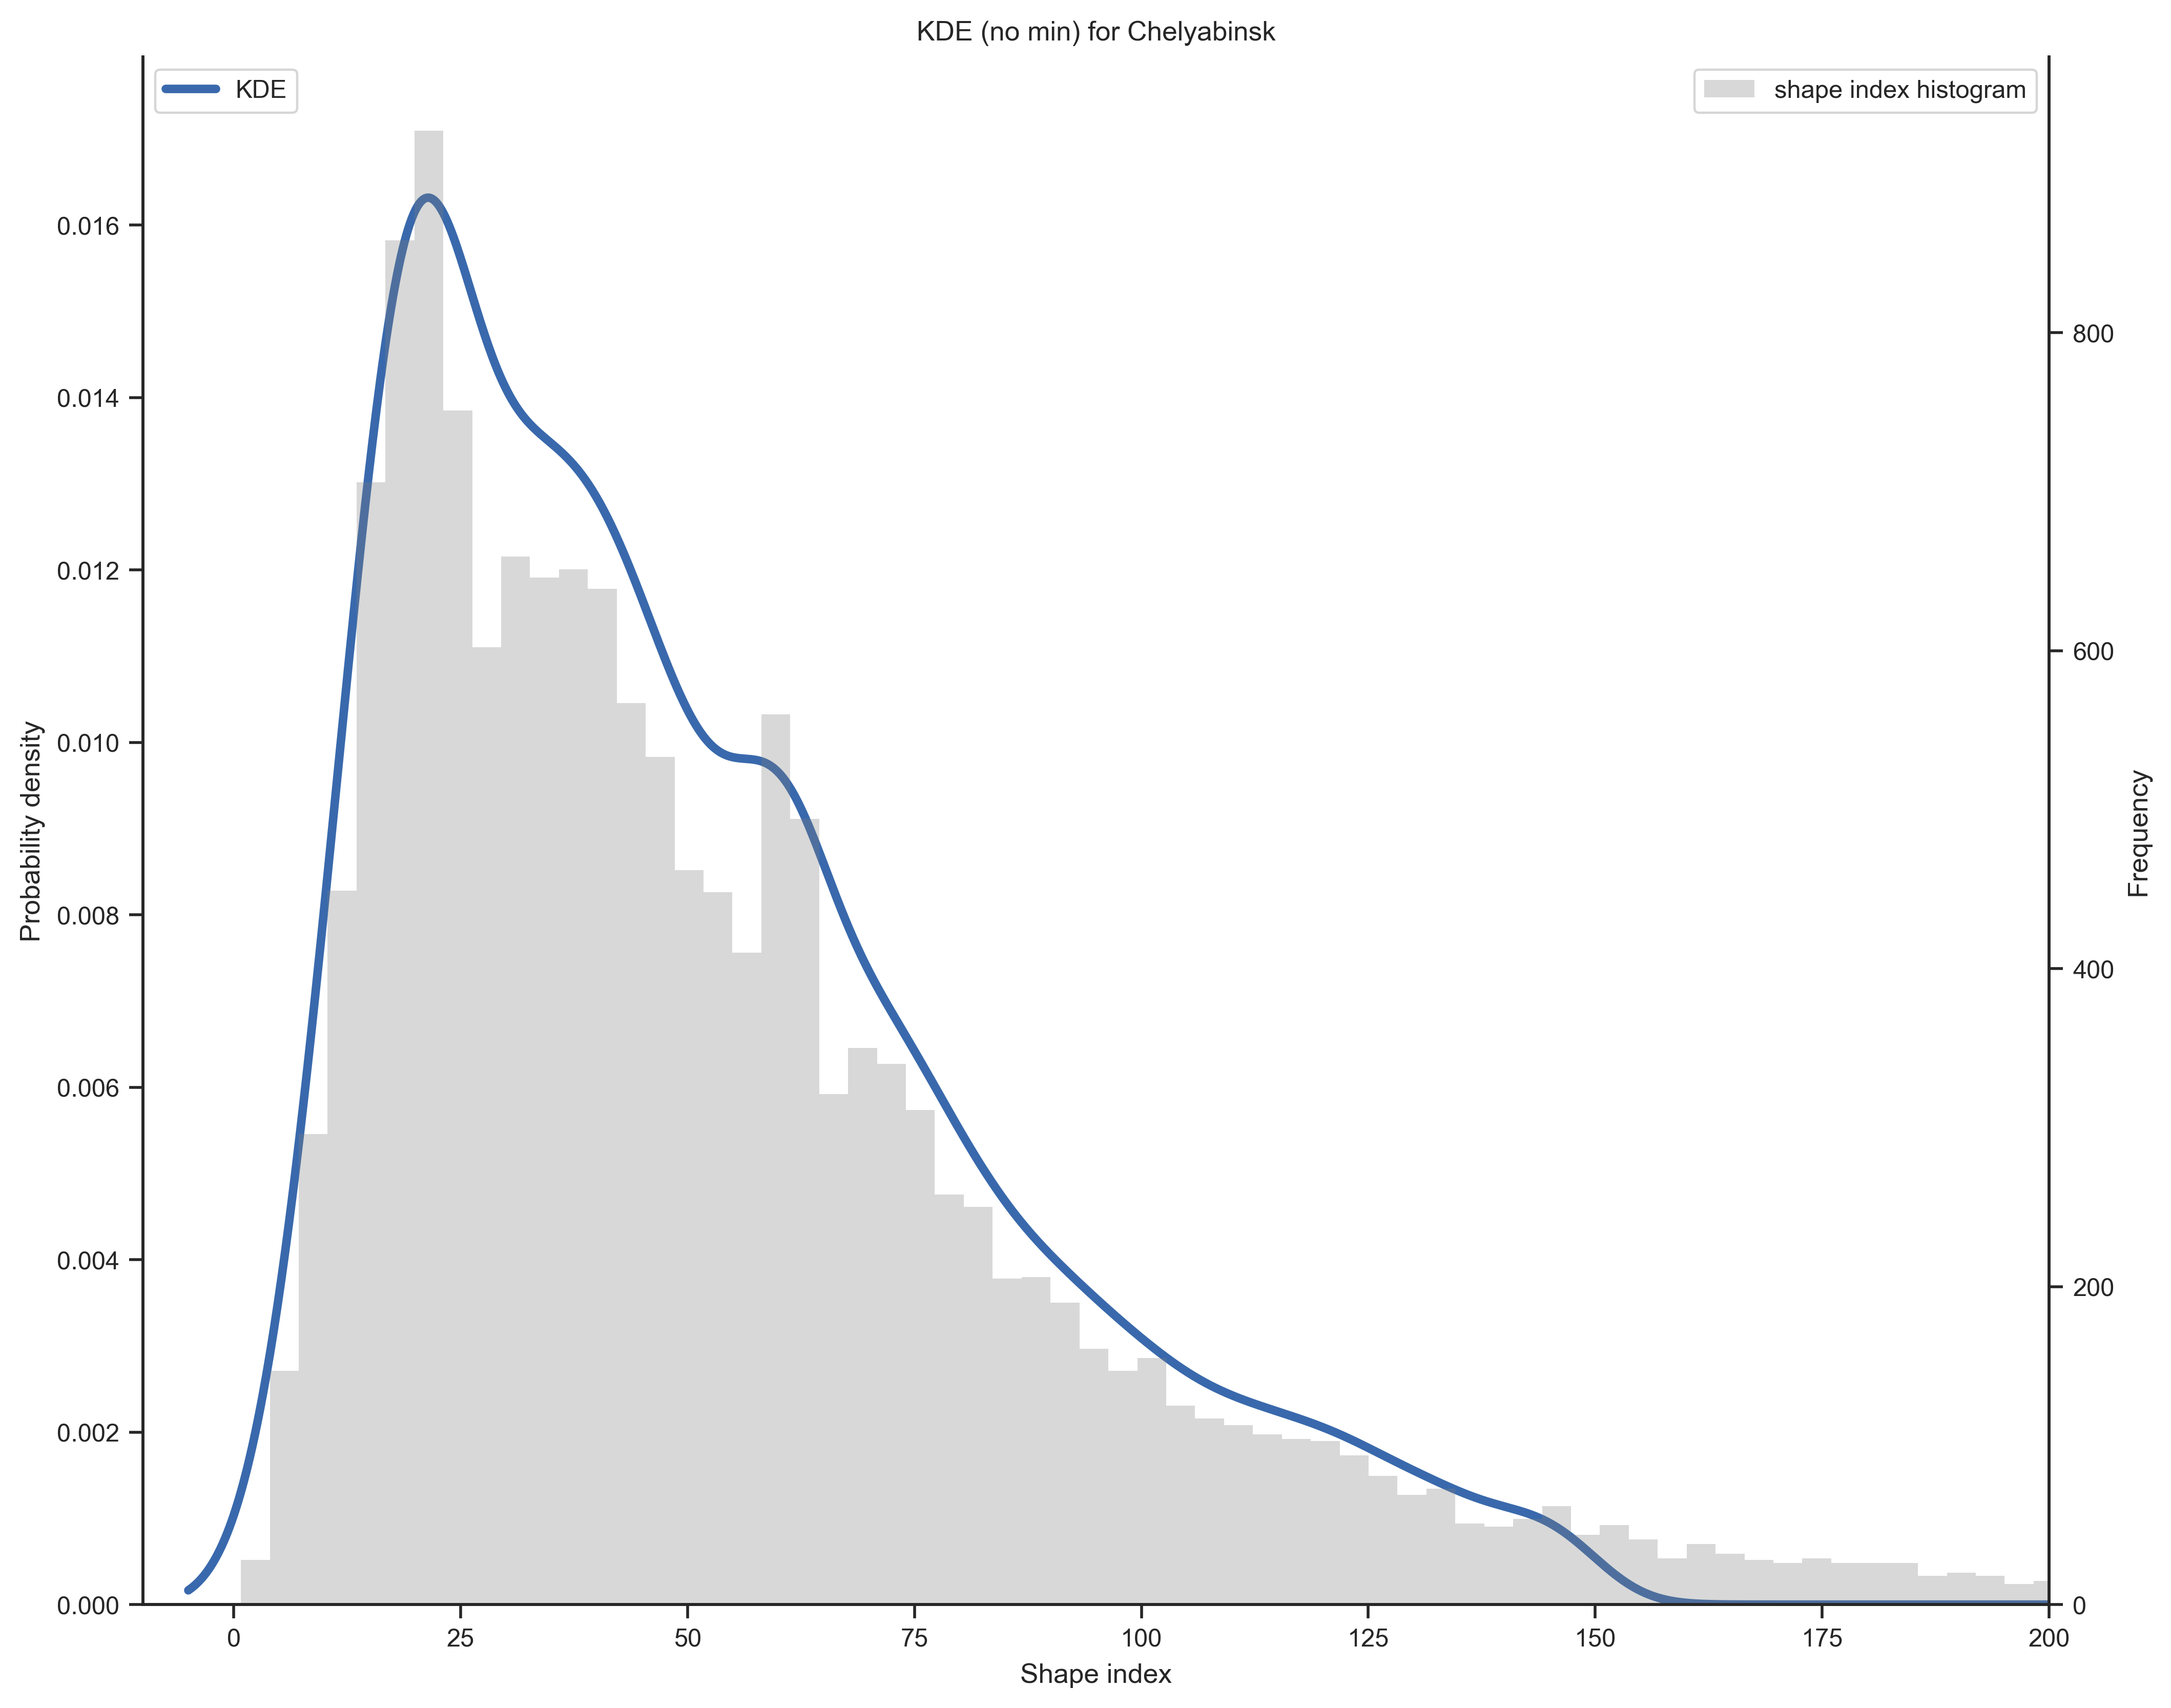 KDE (no min) for Chelyabinsk
KDE
shape index histogram
0.016
0.014
0.012
0.010
0.008
0.006
0.004
0.002
0.000
Probability density
800
600
400
200
0
Frequency
0 25 50 75 100 125 150 175 200
Shape index